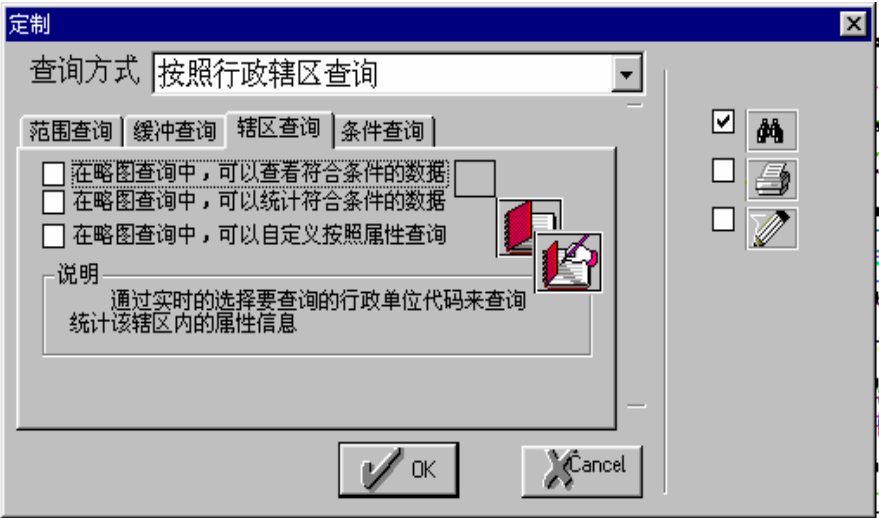 定制
查询方式 按照行政辖区查询
范围查询 缓冲查询 辖区查询 条件查询
在略图查询中，可以查看符合条件的数据
在略图查询中，可以统计符合条件的数据
在略图查询中，可以自定义按照属性查询
说明
通过实时的选择要查询的行政单位代码来查询
统计该辖区内的属性信息
OK Cancel